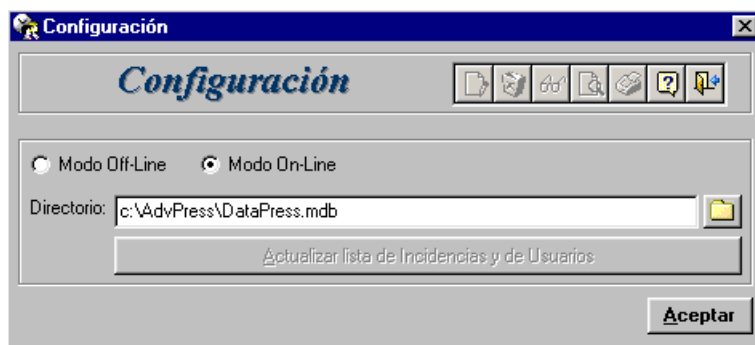 Configuración
Configuración
Modo Off-Line Modo On-Line
Directorio: c:\AdvPress\DataPress.mdb
Actualizar lista de Incidencias y de Usuarios
Aceptar